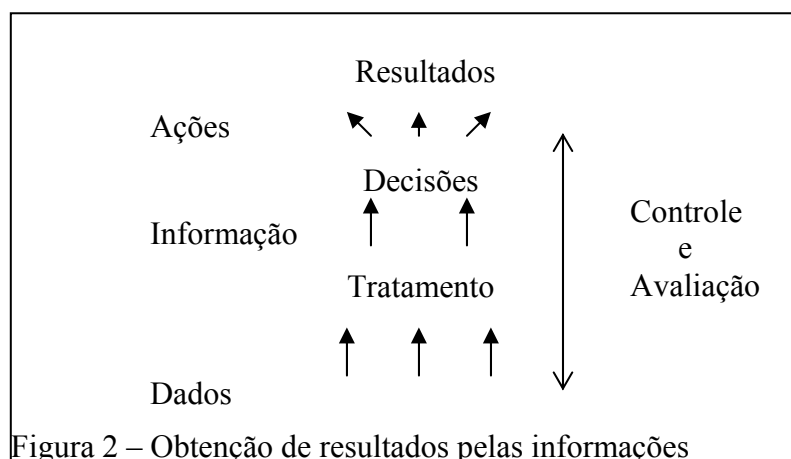 Resultados
Ações
Decisões
Informação
Controle
e
Avaliação
Tratamento
Dados
Figura 2 – Obtenção de resultados pelas informações